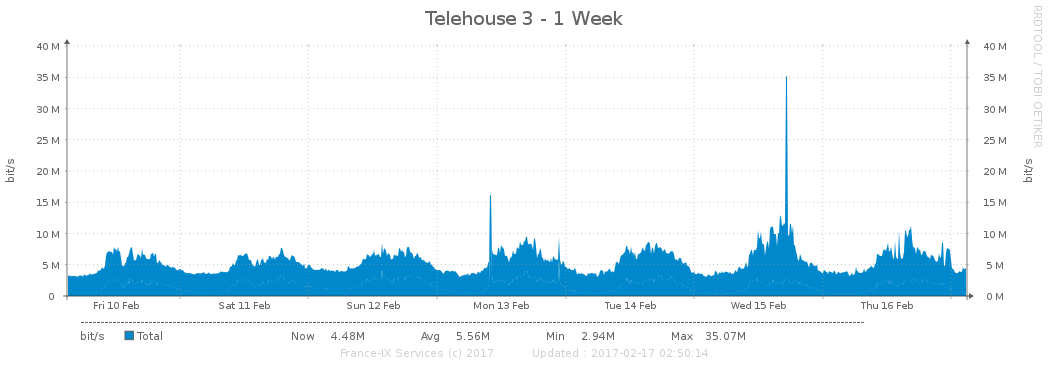 Telehouse 3 - 1 Week
RRDTOOL / TOBI OETIKER
40 M 40 M
35 M 35 M
30 M 30 M
25 M 25 M
20 M 20 M
15 M 15 M
10 M 10 M
5 M 5 M
0 0 M
bit/s
bit/s
Fri 10 Feb Sat 11 Feb Sun 12 Feb Mon 13 Feb Tue 14 Feb Wed 15 Feb Thu 16 Feb
bit/s Total Now 4.48M Avg 5.56M Min 2.94M Max 35.07M
France-IX Services (c) 2017 Updated : 2017-02-17 02:50:14